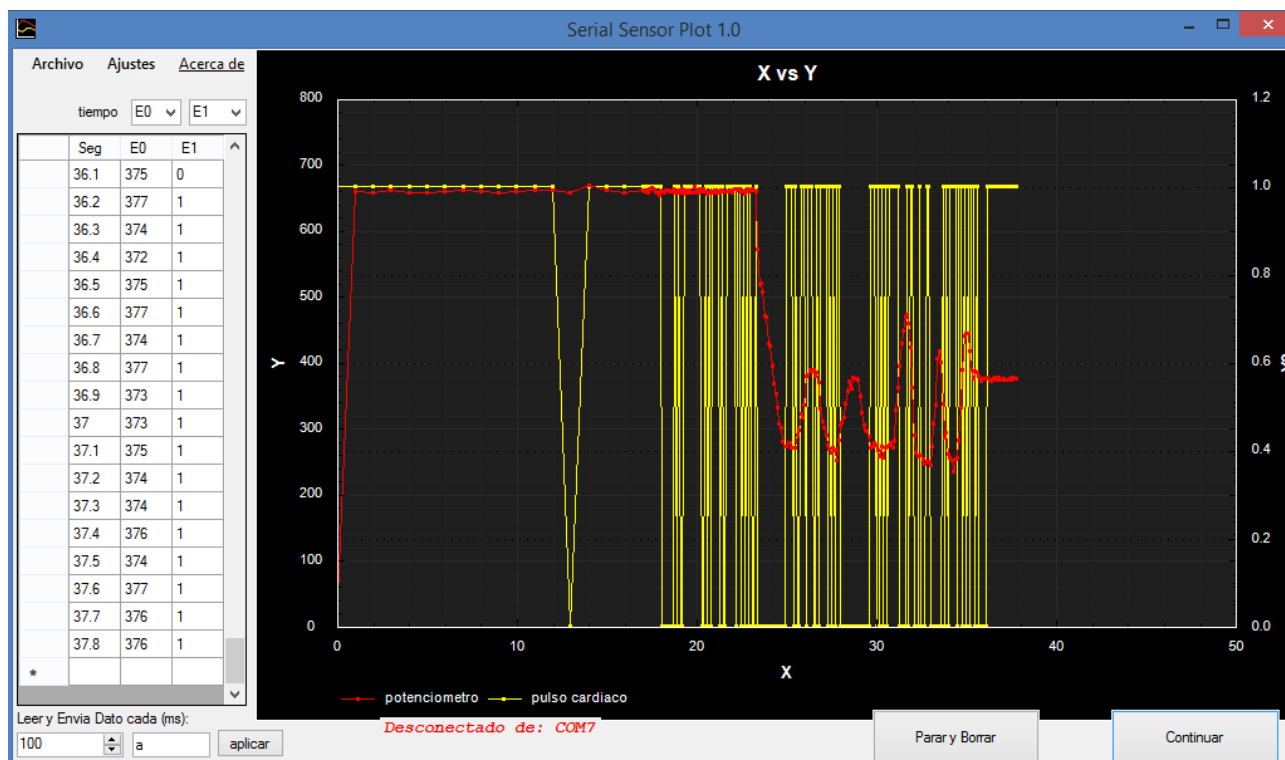 Serial Sensor Plot 1.0
Archivo Ajustes Acerca de
tiempo E0 E1
Seg E0 E1
36.1 375 0
36.2 377 1
36.3 374 1
36.4 372 1
36.5 375 1
36.6 377 1
36.7 374 1
36.8 377 1
36.9 373 1
37 373 1
37.1 375 1
37.2 374 1
37.3 374 1
37.4 376 1
37.5 374 1
37.6 377 1
37.7 376 1
37.8 376 1
*
Leer y Envia Dato cada (ms):
100 a aplicar
X vs Y
800
700
600
500
400
300
200
100
0
Y
1.2
1.0
0.8
0.6
0.4
0.2
0.0
0 10 20 30 40 50
X
potenciometro pulso cardiaco
Desconectado de: COM7
Parar y Borrar
Continuar